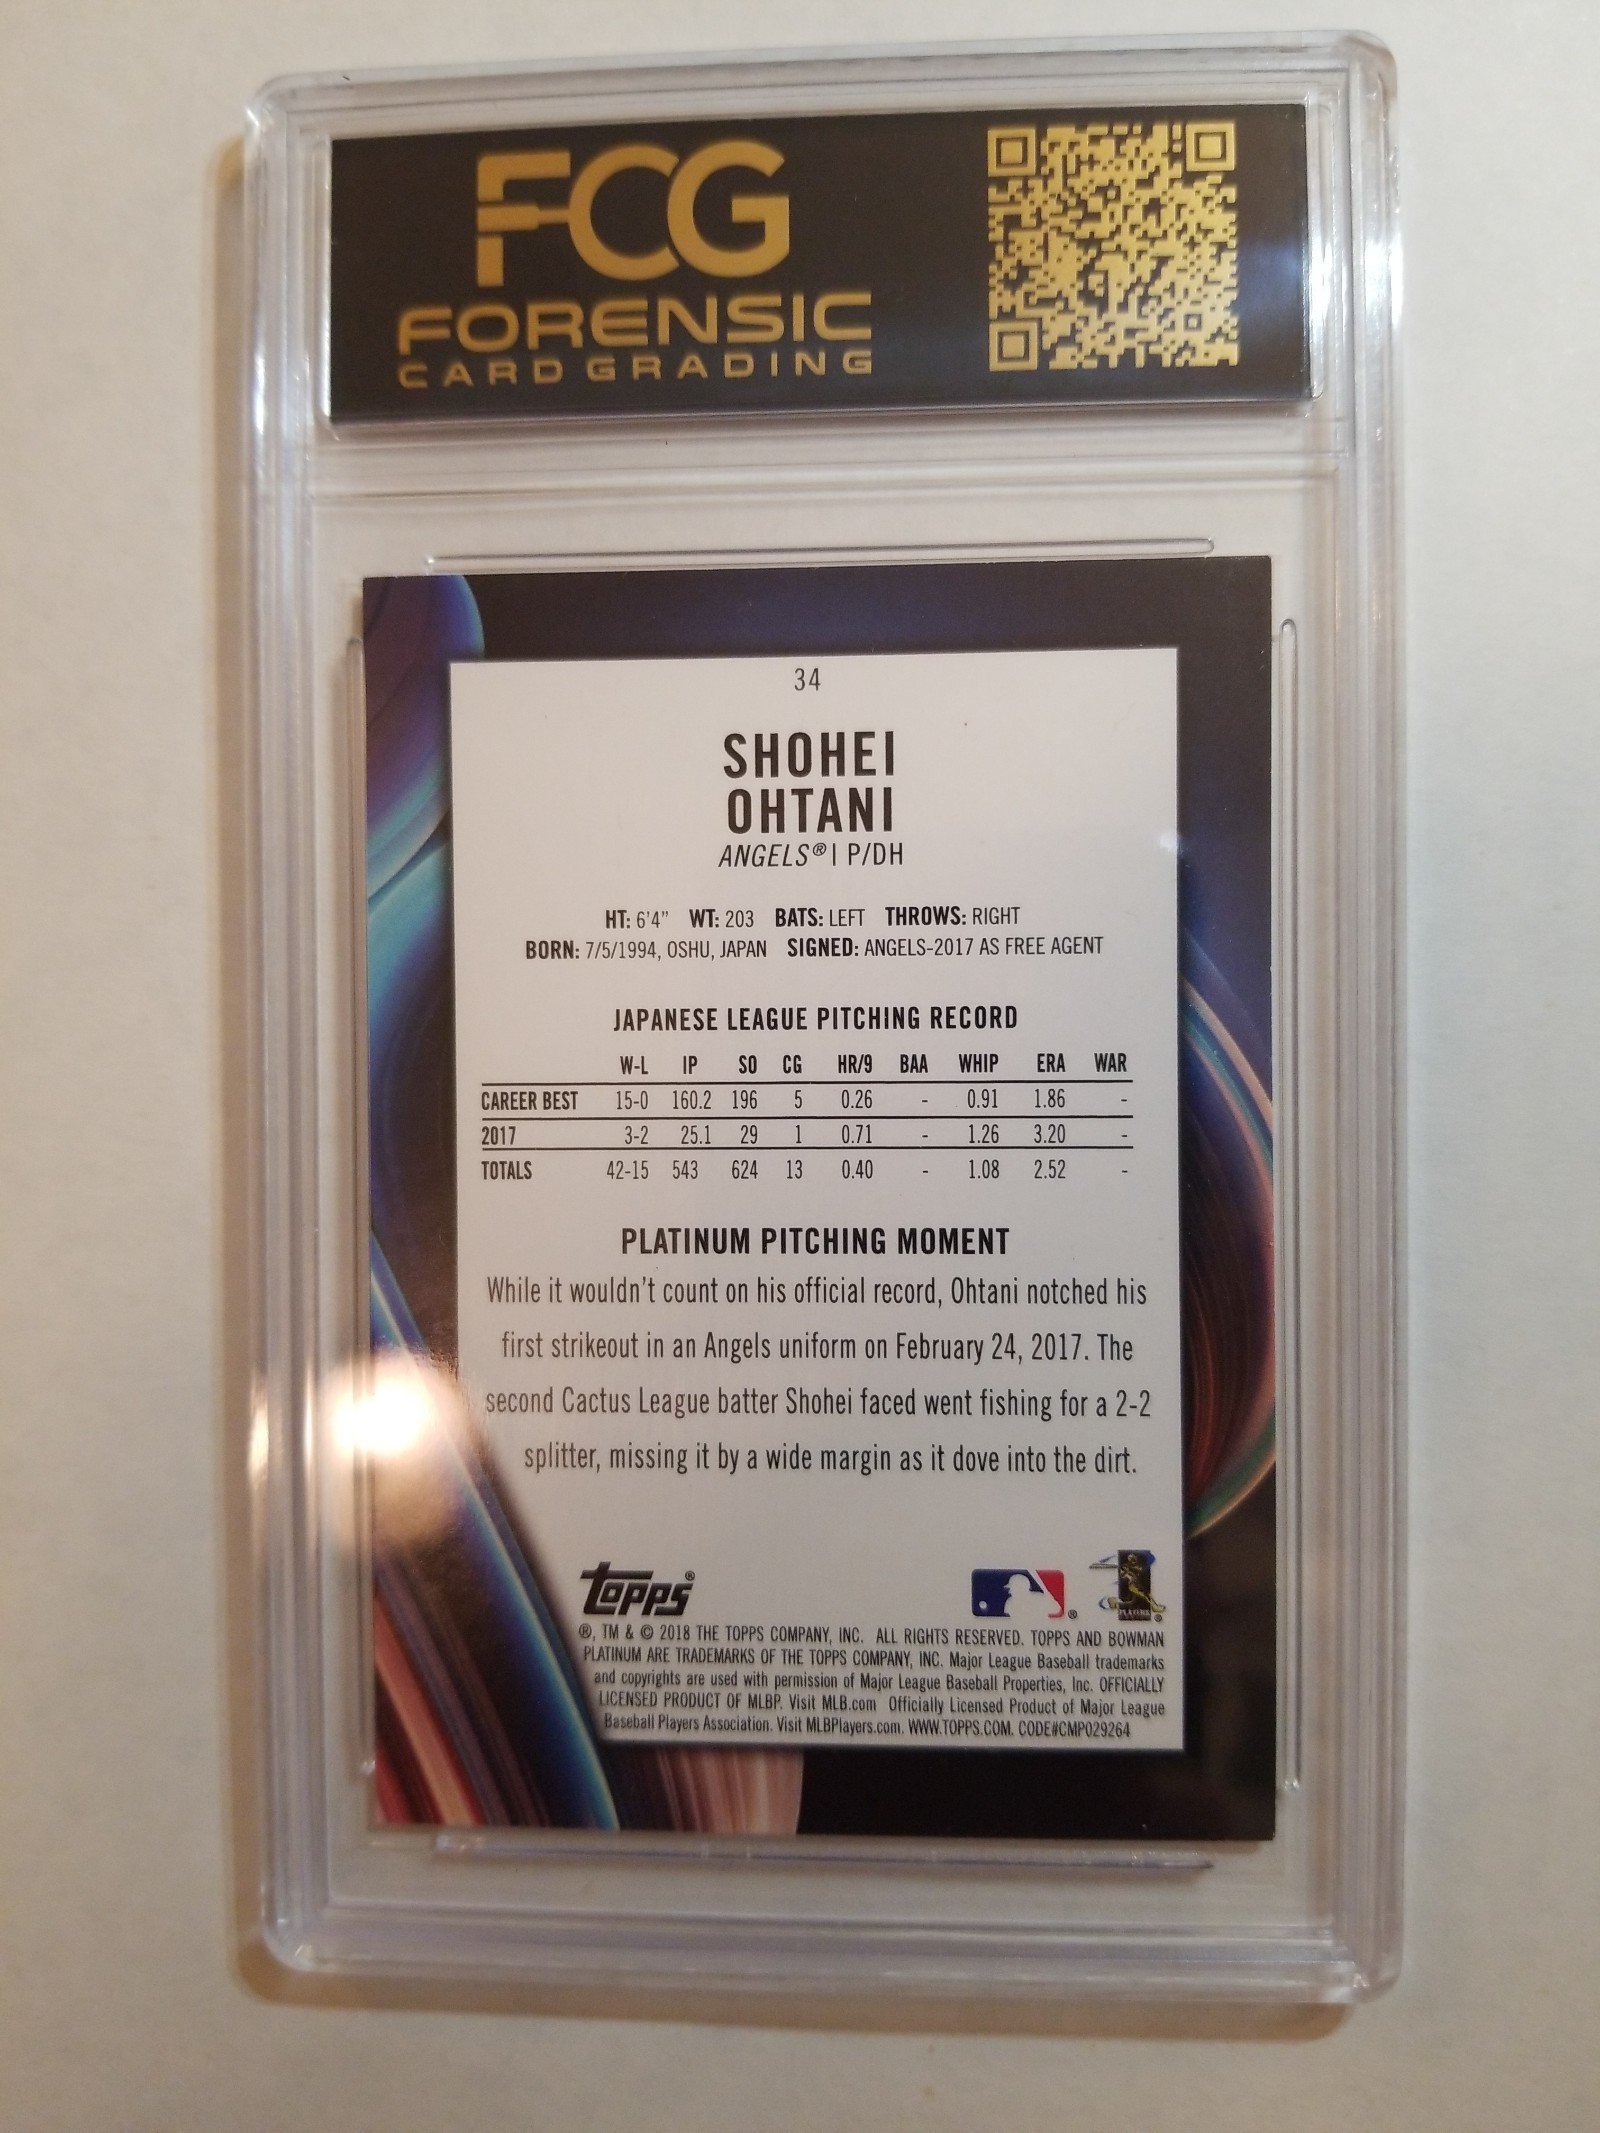 FCG
FORENSIC
CARD GRADING
34
SHOHEI
OHTANI
ANGELS® | P/DH
HT: 6'4" WT: 203 BATS: LEFT THROWS: RIGHT
BORN: 7/5/1994, OSHU, JAPAN SIGNED: ANGELS-2017 AS FREE AGENT
JAPANESE LEAGUE PITCHING RECORD
W-L IP SO CG HR/9 BAA WHIP ERA WAR
CAREER BEST 15-0 160.2 196 5 0.26 - 0.91 1.86 -
2017 3-2 25.1 29 1 0.71 - 1.26 3.20 -
TOTALS 42-15 543 624 13 0.40 - 1.08 2.52 -
PLATINUM PITCHING MOMENT
While it wouldn't count on his official record, Ohtani notched his
first strikeout in an Angels uniform on February 24, 2017. The
second Cactus League batter Shohei faced went fishing for a 2-2
splitter, missing it by a wide margin as it dove into the dirt.
topps®
®
PLAYERS ®
®, TM & © 2018 THE TOPPS COMPANY, INC. ALL RIGHTS RESERVED. TOPPS AND BOWMAN
PLATINUM ARE TRADEMARKS OF THE TOPPS COMPANY, INC. Major League Baseball trademarks
and copyrights are used with permission of Major League Baseball Properties, Inc. OFFICIALLY
LICENSED PRODUCT OF MLBP. Visit MLB.com Officially Licensed Product of Major League
Baseball Players Association. Visit MLBPlayers.com. WWW.TOPPS.COM. CODE#CMP029264